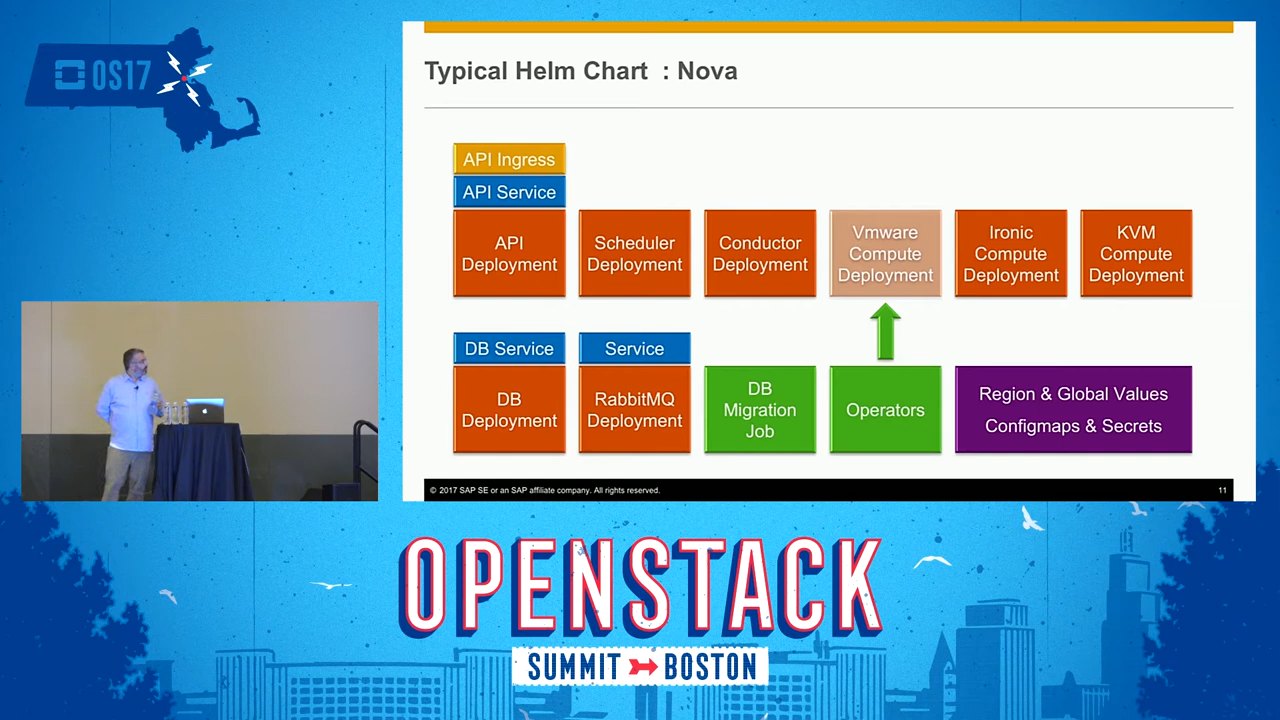 OS17
Typical Helm Chart : Nova
API Ingress
API Service
API
Deployment
Scheduler
Deployment
Conductor
Deployment
Vmware
Compute
Deployment
Ironic
Compute
Deployment
KVM
Compute
Deployment
DB Service
DB
Deployment
Service
RabbitMQ
Deployment
DB
Migration
Job
Operators
Region & Global Values
Configmaps & Secrets
© 2017 SAP SE or an SAP affiliate company. All rights reserved.
11
OPENSTACK
SUMMIT BOSTON